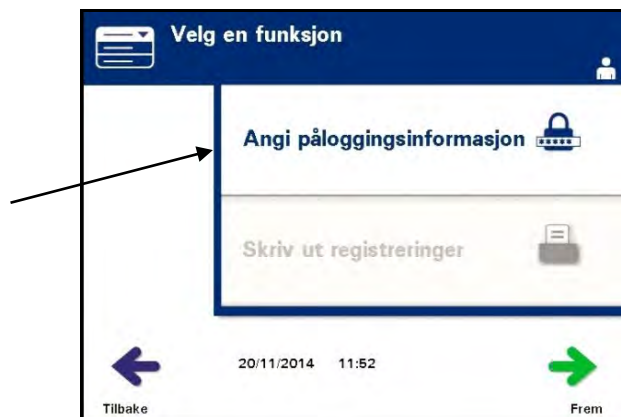 Velg en funksjon
Angi påloggingsinformasjon
*****
Skriv ut registreringer
20/11/2014 11:52
Tilbake
Frem